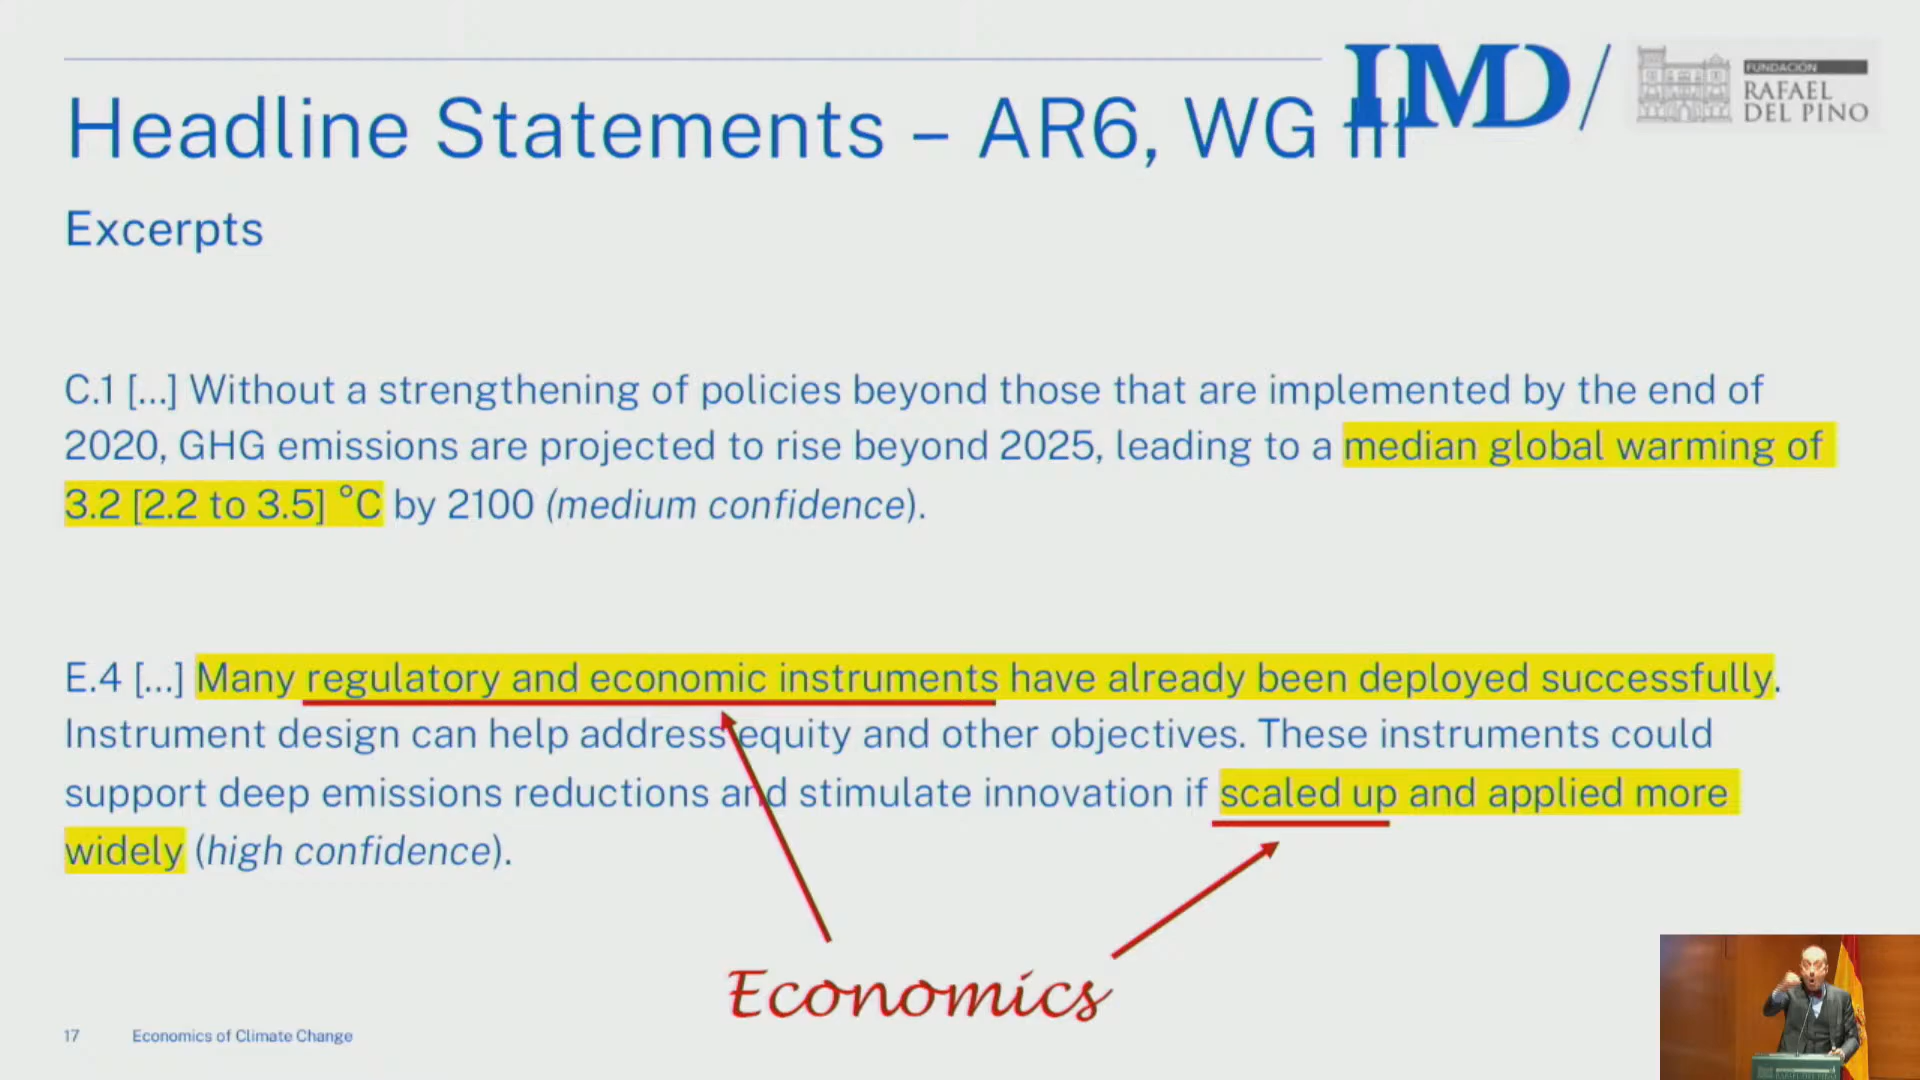 IMD
FUNDACIÓN
RAFAEL
DEL PINO
Headline Statements – AR6, WG III
Excerpts
C.1 [...] Without a strengthening of policies beyond those that are implemented by the end of
2020, GHG emissions are projected to rise beyond 2025, leading to a median global warming of
3.2 [2.2 to 3.5] °C by 2100 (medium confidence).
E.4 [...] Many regulatory and economic instruments have already been deployed successfully.
Instrument design can help address equity and other objectives. These instruments could
support deep emissions reductions and stimulate innovation if scaled up and applied more
widely (high confidence).
Economics
17 Economics of Climate Change